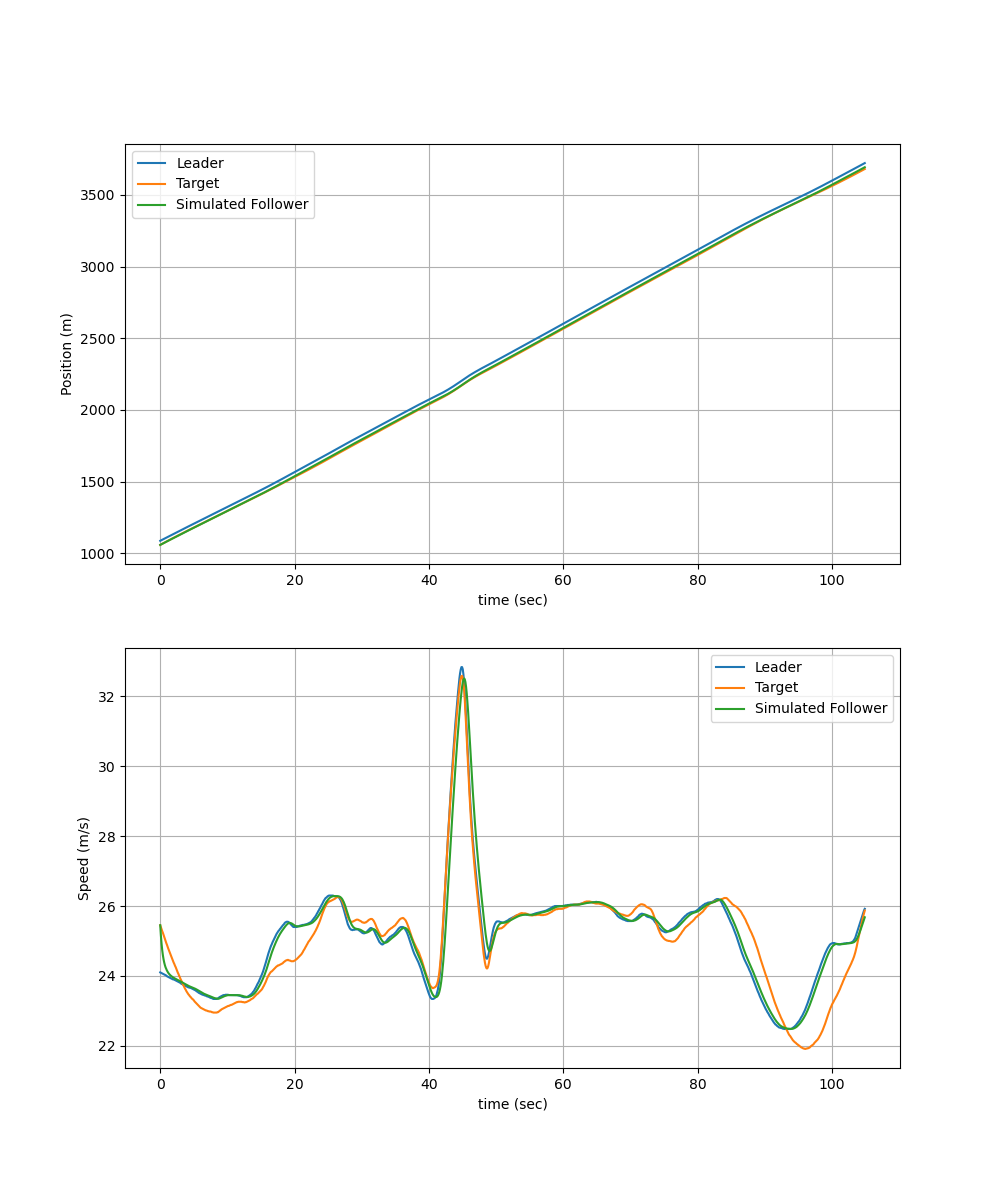 Leader
Target
Simulated Follower
3500
3000
2500
2000
1500
1000
Position (m)
0 20 40 60 80 100
time (sec)
Leader
Target
Simulated Follower
32
30
28
26
24
22
Speed (m/s)
0 20 40 60 80 100
time (sec)